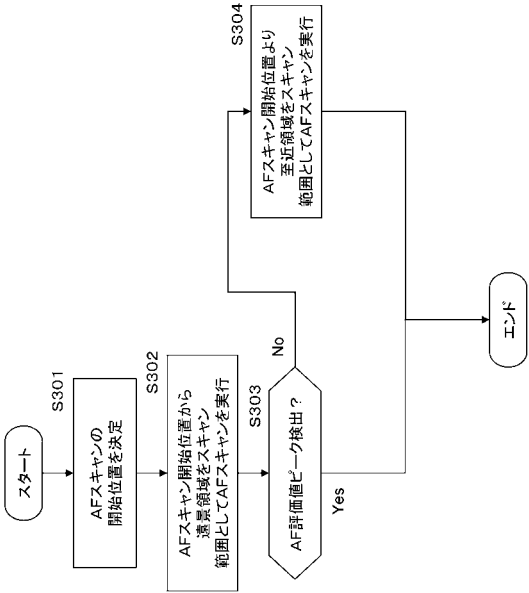 スタート
S301
AFスキャンの
開始位置を決定
S302
AFスキャン開始位置から
遠景領域をスキャン
範囲としてAFスキャンを実行
S303
AF評価値ピーク検出？
No
Yes
S304
AFスキャン開始位置より
至近領域をスキャン
範囲としてAFスキャンを実行
エンド